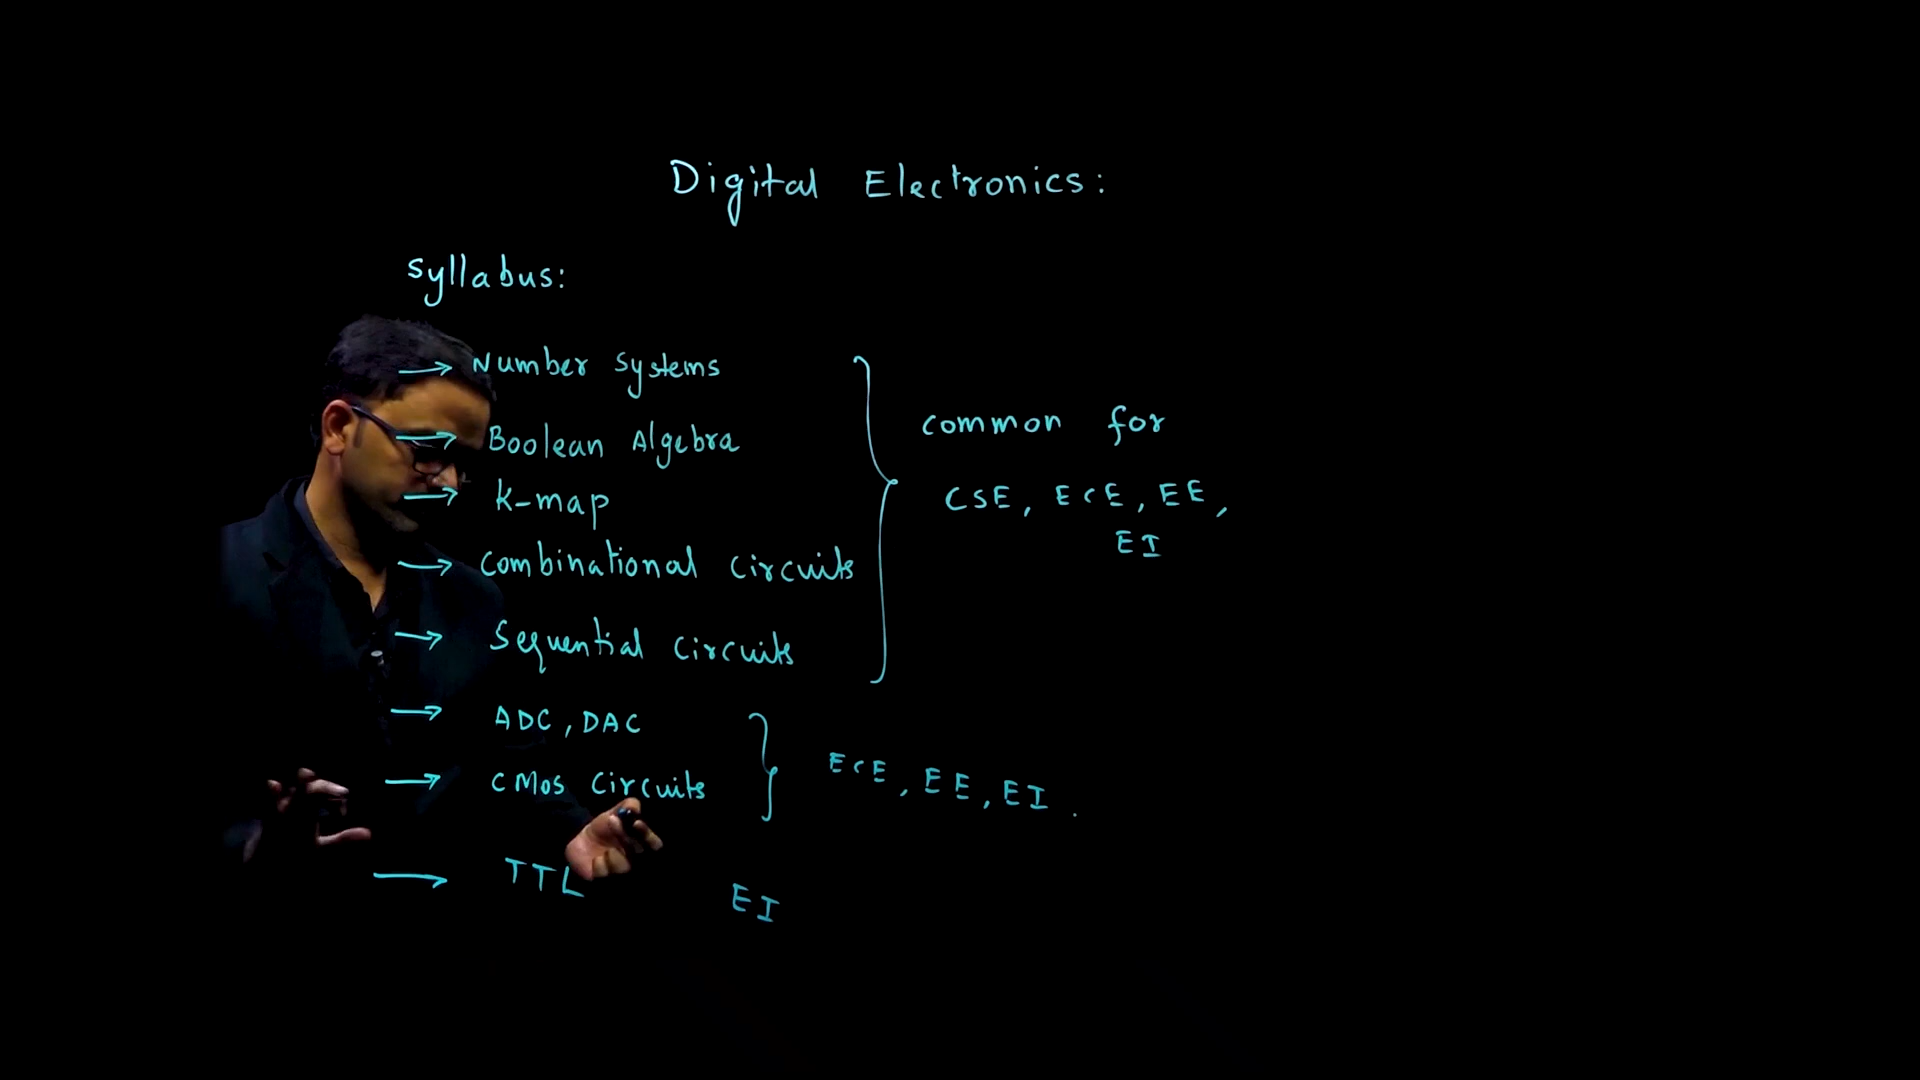 Digital Electronics:
Syllabus:
→ Number Systems
→ Boolean Algebra
→ K-map
→ Combinational Circuits
→ Sequential Circuits
} common for
CSE, ECE, EE,
EI
→ ADC, DAC
→ CMOS Circuits
} ECE, EE, EI .
→ TTL EI